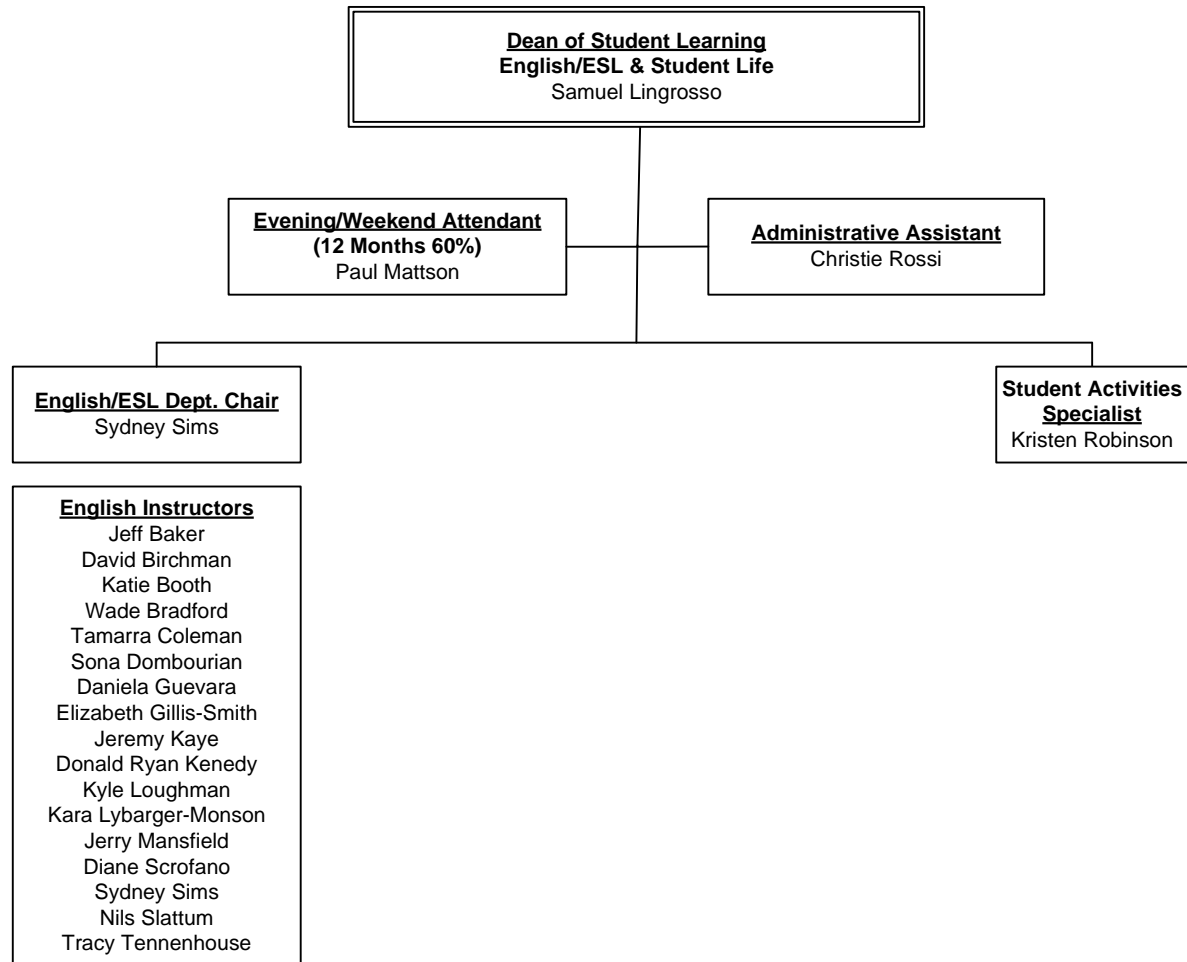 Dean of Student Learning
English/ESL & Student Life
Samuel Lingrosso
Evening/Weekend Attendant
(12 Months 60%)
Paul Mattson
Administrative Assistant
Christie Rossi
English/ESL Dept. Chair
Sydney Sims
Student Activities
Specialist
Kristen Robinson
English Instructors
Jeff Baker
David Birchman
Katie Booth
Wade Bradford
Tamarra Coleman
Sona Dombourian
Daniela Guevara
Elizabeth Gillis-Smith
Jeremy Kaye
Donald Ryan Kenedy
Kyle Loughman
Kara Lybarger-Monson
Jerry Mansfield
Diane Scrofano
Sydney Sims
Nils Slattum
Tracy Tennenhouse